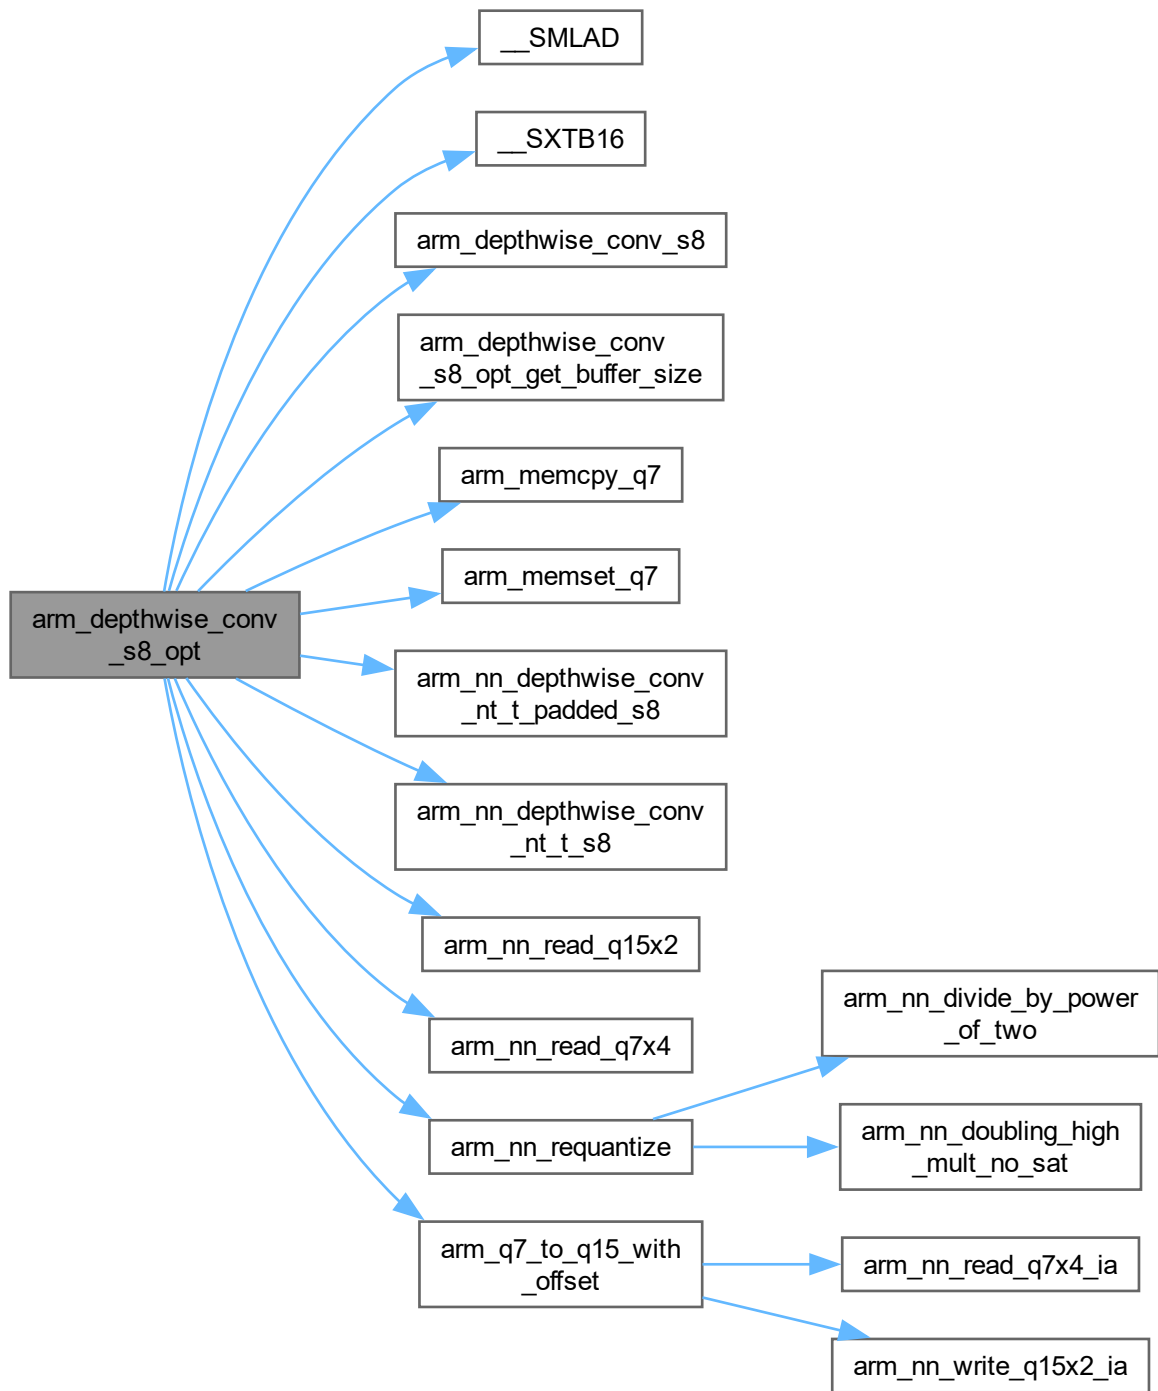 __SMLAD
__SXTB16
arm_depthwise_conv_s8
arm_depthwise_conv
_s8_opt_get_buffer_size
arm_memcpy_q7
arm_memset_q7
arm_depthwise_conv
_s8_opt
arm_nn_depthwise_conv
_nt_t_padded_s8
arm_nn_depthwise_conv
_nt_t_s8
arm_nn_read_q15x2
arm_nn_read_q7x4
arm_nn_requantize
arm_nn_divide_by_power
_of_two
arm_nn_doubling_high
_mult_no_sat
arm_q7_to_q15_with
_offset
arm_nn_read_q7x4_ia
arm_nn_write_q15x2_ia